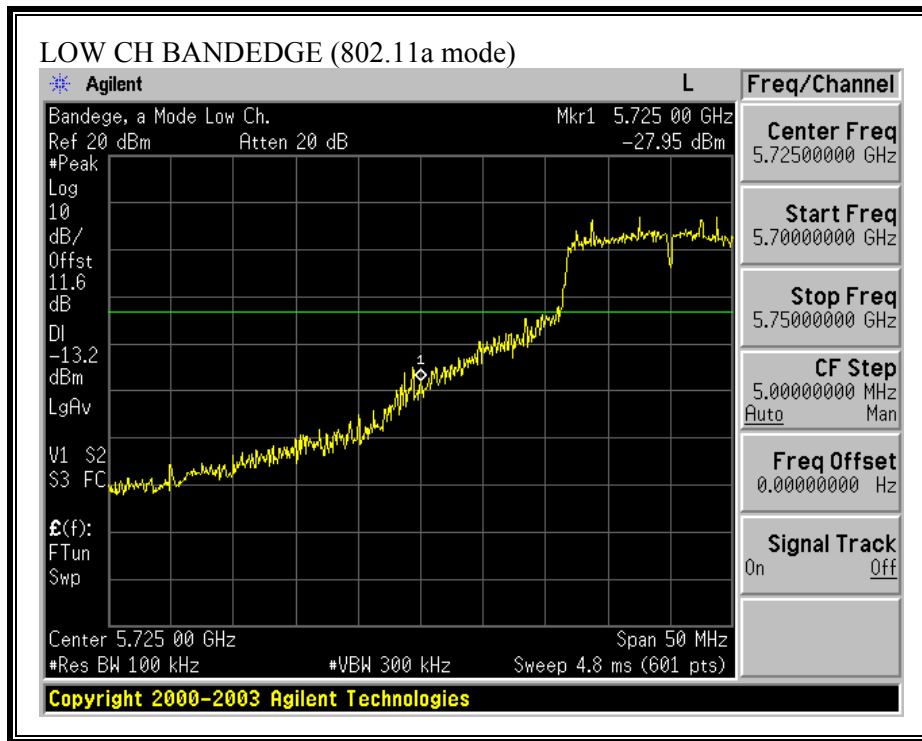 LOW CH BANDEDGE (802.11a mode)
Agilent L Freq/Channel
Bandege, a Mode Low Ch. Mkr1 5.725 00 GHz
Ref 20 dBm Atten 20 dB -27.95 dBm
#Peak
Log
10
dB/
Offst
11.6
dB
DI
-13.2
dBm
LgAv
V1 S2
S3 FC
£(f):
FTun
Swp
1
Center 5.725 00 GHz Span 50 MHz
#Res BW 100 kHz #VBW 300 kHz Sweep 4.8 ms (601 pts)
Center Freq
5.72500000 GHz
Start Freq
5.70000000 GHz
Stop Freq
5.75000000 GHz
CF Step
5.00000000 MHz
Auto Man
Freq Offset
0.00000000 Hz
Signal Track
On Off
Copyright 2000-2003 Agilent Technologies